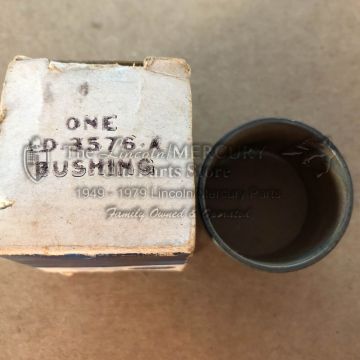 ONE
CD-3576-A
BUSHING
The Lincoln MERCURY
Parts Store
1949 - 1979 Lincoln Mercury Parts
Family Owned & Operated